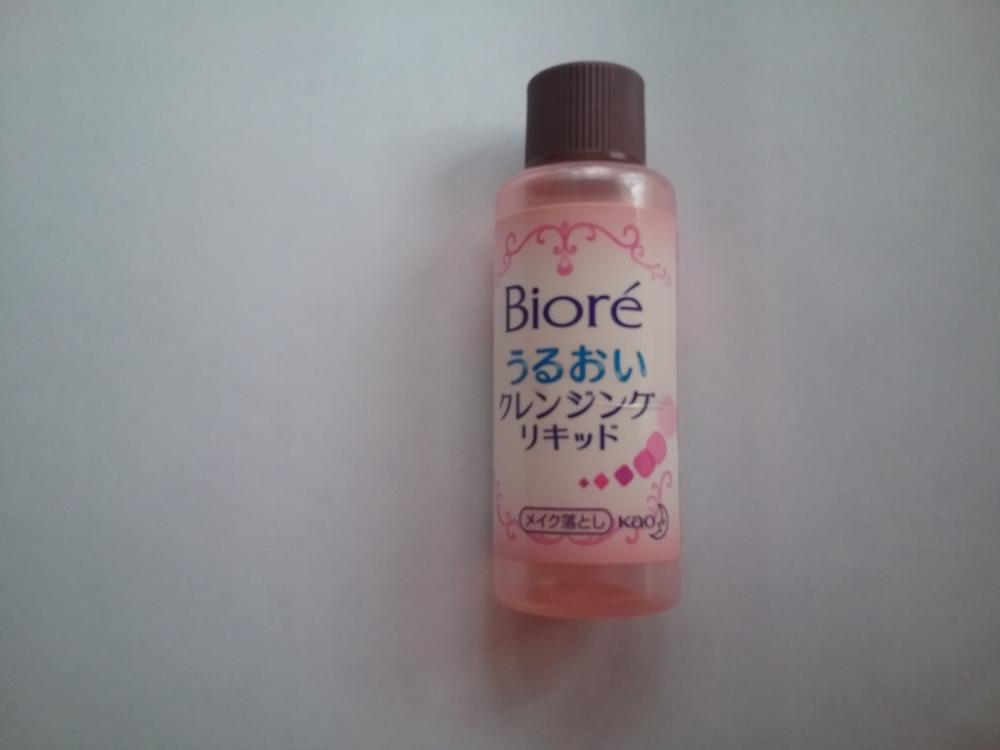 Bioré
うるおい
クレンジング
リキッド
メイク落とし Kao